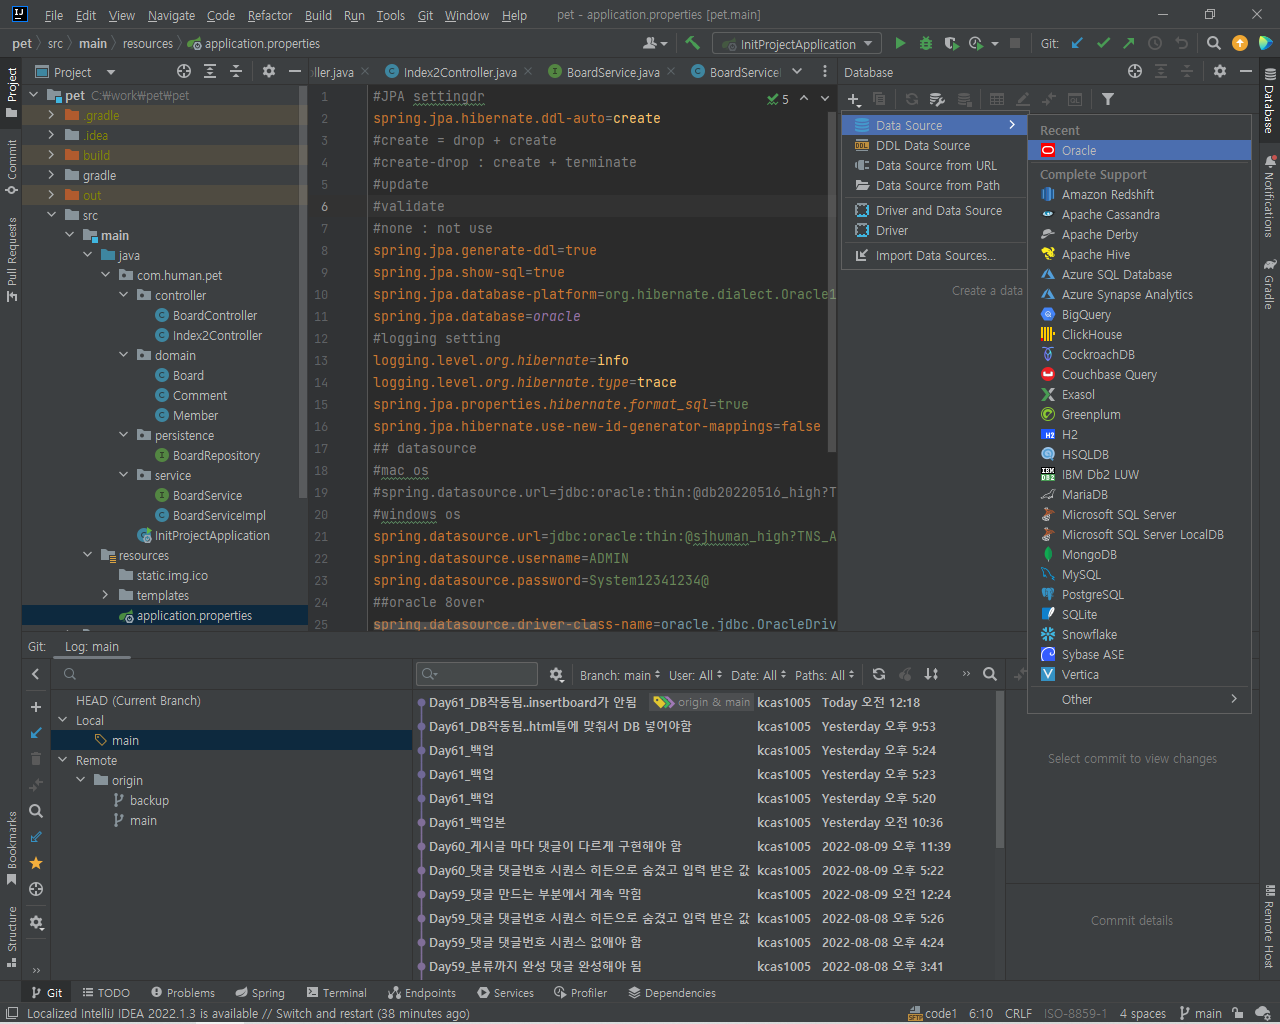 File Edit View Navigate Code Refactor Build Run Tools Git Window Help pet - application.properties [pet.main]
pet src main resources application.properties
InitProjectApplication
Git:
Project
ller.java Index2Controller.java BoardService.java BoardService
Database
pet C:\work\pet\pet
.gradle
.idea
build
gradle
out
src
main
java
com.human.pet
controller
BoardController
Index2Controller
domain
Board
Comment
Member
persistence
BoardRepository
service
BoardService
BoardServiceImpl
InitProjectApplication
resources
static.img.ico
templates
application.properties
1 #JPA settingdr
2 spring.jpa.hibernate.ddl-auto=create
3 #create = drop + create
4 #create-drop : create + terminate
5 #update
6 #validate
7 #none : not use
8 spring.jpa.generate-ddl=true
9 spring.jpa.show-sql=true
10 spring.jpa.database-platform=org.hibernate.dialect.Oracle1
11 spring.jpa.database=oracle
12 #logging setting
13 logging.level.org.hibernate=info
14 logging.level.org.hibernate.type=trace
15 spring.jpa.properties.hibernate.format_sql=true
16 spring.jpa.hibernate.use-new-id-generator-mappings=false
17 ## datasource
18 #mac os
19 #spring.datasource.url=jdbc:oracle:thin:@db20220516_high?T
20 #windows os
21 spring.datasource.url=jdbc:oracle:thin:@sjhuman_high?TNS_A
22 spring.datasource.username=ADMIN
23 spring.datasource.password=System12341234@
24 ##oracle 8over
25 spring.datasource.driver-class-name=oracle.jdbc.OracleDriv
5
Data Source
DDL Data Source
Data Source from URL
Data Source from Path
Driver and Data Source
Driver
Import Data Sources...
Create a data
Recent
Oracle
Complete Support
Amazon Redshift
Apache Cassandra
Apache Derby
Apache Hive
Azure SQL Database
Azure Synapse Analytics
BigQuery
ClickHouse
CockroachDB
Couchbase Query
Exasol
Greenplum
H2
HSQLDB
IBM Db2 LUW
MariaDB
Microsoft SQL Server
Microsoft SQL Server LocalDB
MongoDB
MySQL
PostgreSQL
SQLite
Snowflake
Sybase ASE
Vertica
Other
Project
Commit
Pull Requests
Bookmarks
Structure
Database
Notifications
Gradle
Remote Host
Git: Log: main
HEAD (Current Branch)
Local
main
Remote
origin
backup
main
Branch: main User: All Date: All Paths: All
Day61_DB작동됨..insertboard가 안됨 origin & main kcas1005 Today 오전 12:18
Day61_DB작동됨..html틀에 맞춰서 DB 넣어야함 kcas1005 Yesterday 오후 9:53
Day61_백업 kcas1005 Yesterday 오후 5:24
Day61_백업 kcas1005 Yesterday 오후 5:23
Day61_백업 kcas1005 Yesterday 오후 5:20
Day61_백업본 kcas1005 Yesterday 오전 10:36
Day60_게시글 마다 댓글이 다르게 구현해야 함 kcas1005 2022-08-09 오후 11:39
Day60_댓글 댓글번호 시퀀스 히든으로 숨겼고 입력 받은 값 kcas1005 2022-08-09 오후 5:22
Day59_댓글 만드는 부분에서 계속 막힘 kcas1005 2022-08-09 오전 12:24
Day59_댓글 댓글번호 시퀀스 히든으로 숨겼고 입력 받은 값 kcas1005 2022-08-08 오후 5:26
Day59_댓글 댓글번호 시퀀스 없애야 함 kcas1005 2022-08-08 오후 4:24
Day59_분류까지 완성 댓글 완성해야 됨 kcas1005 2022-08-08 오후 3:41
Select commit to view changes
Commit details
Git TODO Problems Spring Terminal Endpoints Services Profiler Dependencies
Localized IntelliJ IDEA 2022.1.3 is available // Switch and restart (38 minutes ago) code1 6:10 CRLF ISO-8859-1 4 spaces main